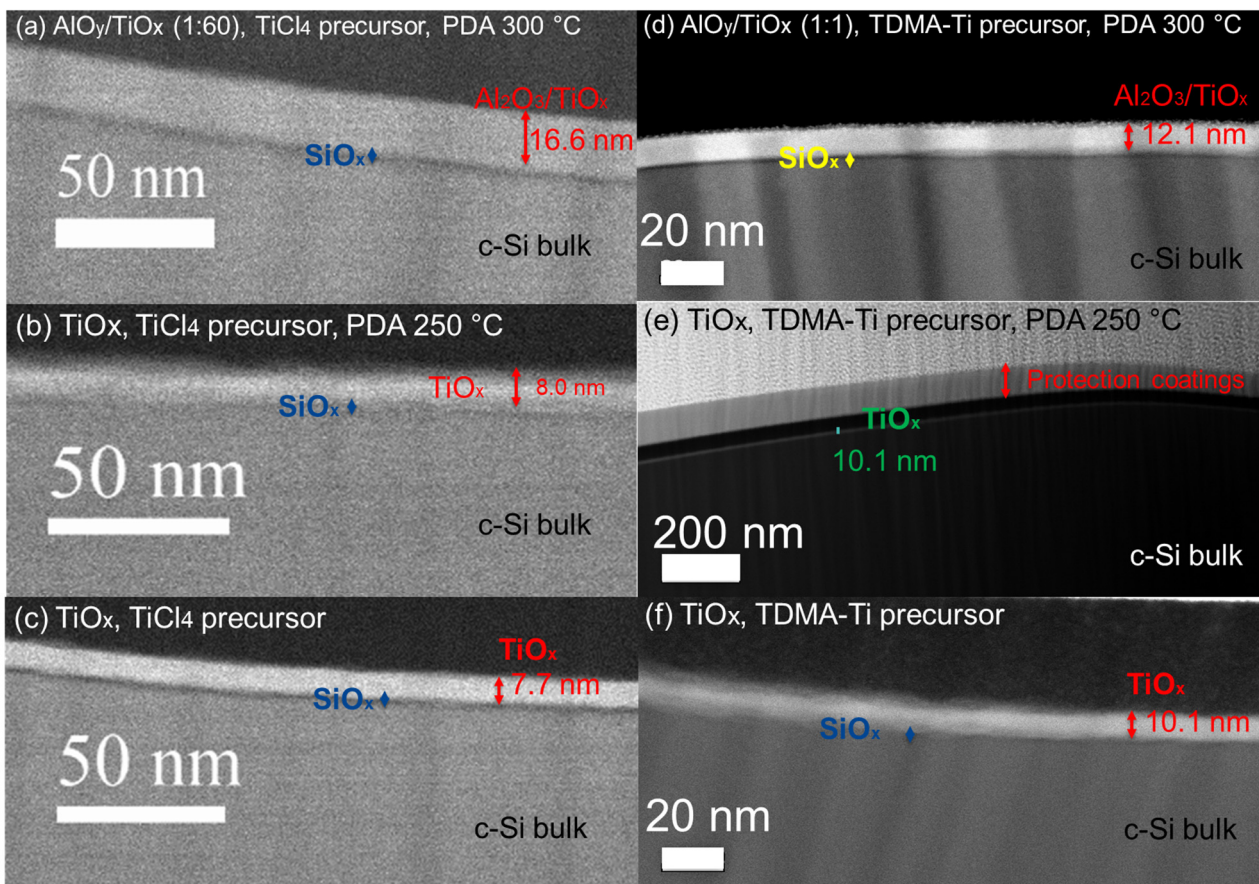 (a) AlOy/TiOx (1:60), TiCl4 precursor, PDA 300 °C
Al2O3/TiOx
16.6 nm
SiOx
50 nm
c-Si bulk
(b) TiOx, TiCl4 precursor, PDA 250 °C
TiOx
8.0 nm
SiOx
50 nm
c-Si bulk
(c) TiOx, TiCl4 precursor
TiOx
7.7 nm
SiOx
50 nm
c-Si bulk
(d) AlOy/TiOx (1:1), TDMA-Ti precursor, PDA 300 °C
Al2O3/TiOx
12.1 nm
SiOx
20 nm
c-Si bulk
(e) TiOx, TDMA-Ti precursor, PDA 250 °C
Protection coatings
TiOx
10.1 nm
200 nm
c-Si bulk
(f) TiOx, TDMA-Ti precursor
TiOx
10.1 nm
SiOx
20 nm
c-Si bulk